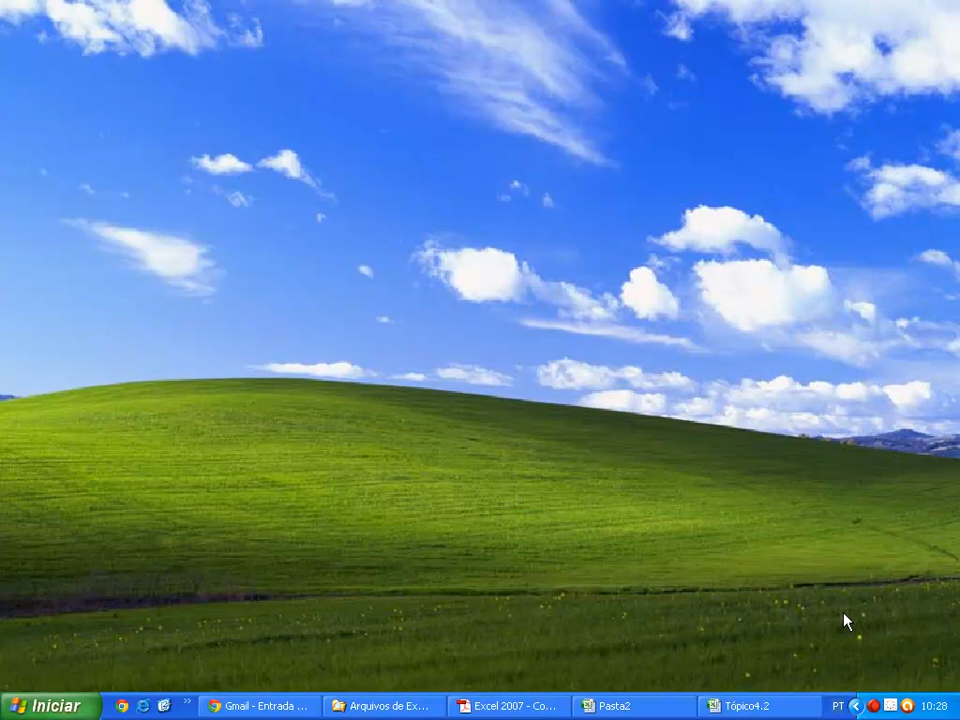 Iniciar
Gmail - Entrada ...
Arquivos de Ex...
Excel 2007 - Co...
Pasta2
Tópico4.2
PT
10:28